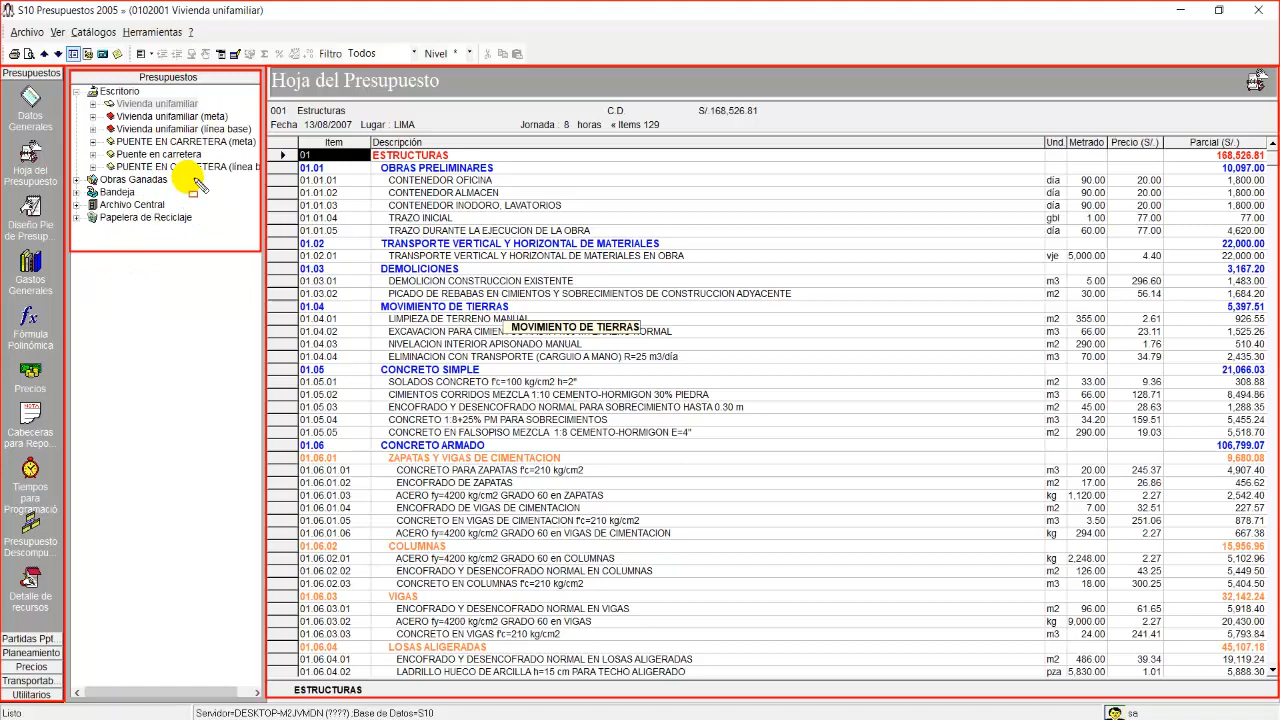 S10 Presupuestos 2005 » (0102001 Vivienda unifamiliar)
Archivo Ver Catálogos Herramientas ?
Filtro Todos Nivel *
Presupuestos
Datos
Generales
Hoja del
Presupuesto
Diseño Pie
de Presup...
Gastos
Generales
Fórmula
Polinómica
Precios
Cabeceras
para Repo...
Tiempos
para
Programació
Presupuesto
Descompu...
Detalle de
recursos
Partidas Ppt...
Planeamiento
Precios
Transportab...
Utilitarios
Presupuestos
Escritorio
Vivienda unifamiliar
Vivienda unifamiliar (meta)
Vivienda unifamiliar (línea base)
PUENTE EN CARRETERA (meta)
Puente en carretera
PUENTE EN CARRETERA (línea b
Obras Ganadas
Bandeja
Archivo Central
Papelera de Reciclaje
Hoja del Presupuesto
001 Estructuras C.D. S/ 168,526.81
Fecha 13/08/2007 Lugar : LIMA Jornada : 8 horas « Items 129
Item Descripción Und. Metrado Precio (S/.) Parcial (S/.)
01 ESTRUCTURAS 168,526.81
01.01 OBRAS PRELIMINARES 10,097.00
01.01.01 CONTENEDOR OFICINA día 90.00 20.00 1,800.00
01.01.02 CONTENEDOR ALMACEN día 90.00 20.00 1,800.00
01.01.03 CONTENEDOR INODORO, LAVATORIOS día 90.00 20.00 1,800.00
01.01.04 TRAZO INICIAL gbl 1.00 77.00 77.00
01.01.05 TRAZO DURANTE LA EJECUCION DE LA OBRA día 60.00 77.00 4,620.00
01.02 TRANSPORTE VERTICAL Y HORIZONTAL DE MATERIALES 22,000.00
01.02.01 TRANSPORTE VERTICAL Y HORIZONTAL DE MATERIALES EN OBRA vje 5,000.00 4.40 22,000.00
01.03 DEMOLICIONES 3,167.20
01.03.01 DEMOLICION CONSTRUCCION EXISTENTE m3 5.00 296.60 1,483.00
01.03.02 PICADO DE REBABAS EN CIMIENTOS Y SOBRECIMIENTOS DE CONSTRUCCION ADYACENTE m2 30.00 56.14 1,684.20
01.04 MOVIMIENTO DE TIERRAS 5,397.51
01.04.01 LIMPIEZA DE TERRENO MANUAL m2 355.00 2.61 926.55
MOVIMIENTO DE TIERRAS
01.04.02 EXCAVACION PARA CIMIEN NORMAL m3 66.00 23.11 1,525.26
01.04.03 NIVELACION INTERIOR APISONADO MANUAL m2 290.00 1.76 510.40
01.04.04 ELIMINACION CON TRANSPORTE (CARGUIO A MANO) R=25 m3/día m3 70.00 34.79 2,435.30
01.05 CONCRETO SIMPLE 21,066.03
01.05.01 SOLADOS CONCRETO f'c=100 kg/cm2 h=2" m2 33.00 9.36 308.88
01.05.02 CIMIENTOS CORRIDOS MEZCLA 1:10 CEMENTO-HORMIGON 30% PIEDRA m3 66.00 128.71 8,494.86
01.05.03 ENCOFRADO Y DESENCOFRADO NORMAL PARA SOBRECIMIENTO HASTA 0.30 m m2 45.00 28.63 1,288.35
01.05.04 CONCRETO 1:8+25% PM PARA SOBRECIMIENTOS m3 34.20 159.51 5,455.24
01.05.05 CONCRETO EN FALSOPISO MEZCLA 1:8 CEMENTO-HORMIGON E=4" m2 290.00 19.03 5,518.70
01.06 CONCRETO ARMADO 106,799.07
01.06.01 ZAPATAS Y VIGAS DE CIMENTACION 9,680.08
01.06.01.01 CONCRETO PARA ZAPATAS f'c=210 kg/cm2 m3 20.00 245.37 4,907.40
01.06.01.02 ENCOFRADO DE ZAPATAS m2 17.00 26.86 456.62
01.06.01.03 ACERO fy=4200 kg/cm2 GRADO 60 en ZAPATAS kg 1,120.00 2.27 2,542.40
01.06.01.04 ENCOFRADO DE VIGAS DE CIMENTACION m2 7.00 32.51 227.57
01.06.01.05 CONCRETO EN VIGAS DE CIMENTACION f'c=210 kg/cm2 m3 3.50 251.06 878.71
01.06.01.06 ACERO fy=4200 kg/cm2 GRADO 60 EN VIGAS DE CIMENTACION kg 294.00 2.27 667.38
01.06.02 COLUMNAS 15,956.96
01.06.02.01 ACERO fy=4200 kg/cm2 GRADO 60 EN COLUMNAS kg 2,248.00 2.27 5,102.96
01.06.02.02 ENCOFRADO Y DESENCOFRADO NORMAL EN COLUMNAS m2 126.00 43.25 5,449.50
01.06.02.03 CONCRETO EN COLUMNAS f'c=210 kg/cm2 m3 18.00 300.25 5,404.50
01.06.03 VIGAS 32,142.24
01.06.03.01 ENCOFRADO Y DESENCOFRADO NORMAL EN VIGAS m2 96.00 61.65 5,918.40
01.06.03.02 ACERO fy=4200 kg/cm2 GRADO 60 EN VIGAS kg 9,000.00 2.27 20,430.00
01.06.03.03 CONCRETO EN VIGAS f'c=210 kg/cm2 m3 24.00 241.41 5,793.84
01.06.04 LOSAS ALIGERADAS 45,107.18
01.06.04.01 ENCOFRADO Y DESENCOFRADO NORMAL EN LOSAS ALIGERADAS m2 486.00 39.34 19,119.24
01.06.04.02 LADRILLO HUECO DE ARCILLA h=15 cm PARA TECHO ALIGERADO pza 5,830.00 1.01 5,888.30
ESTRUCTURAS
Listo Servidor=DESKTOP-M2JVMDN (????) ;Base de Datos=S10 sa